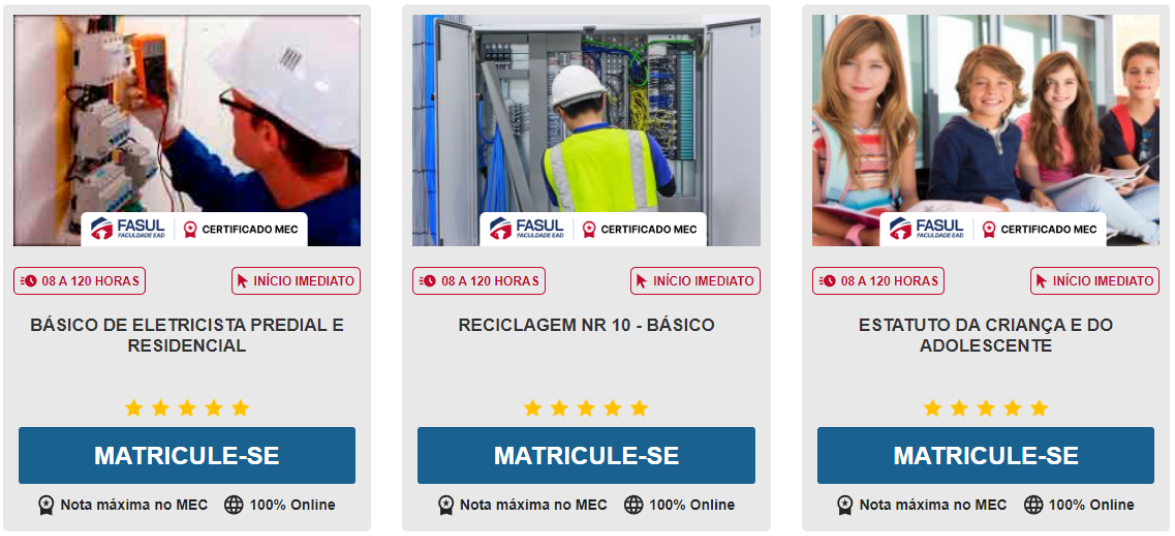 FASUL
FACULDADE EAD
CERTIFICADO MEC
08 A 120 HORAS
INÍCIO IMEDIATO
BÁSICO DE ELETRICISTA PREDIAL E
RESIDENCIAL
MATRICULE-SE
Nota máxima no MEC
100% Online
FASUL
FACULDADE EAD
CERTIFICADO MEC
08 A 120 HORAS
INÍCIO IMEDIATO
RECICLAGEM NR 10 - BÁSICO
MATRICULE-SE
Nota máxima no MEC
100% Online
FASUL
FACULDADE EAD
CERTIFICADO MEC
08 A 120 HORAS
INÍCIO IMEDIATO
ESTATUTO DA CRIANÇA E DO
ADOLESCENTE
MATRICULE-SE
Nota máxima no MEC
100% Online